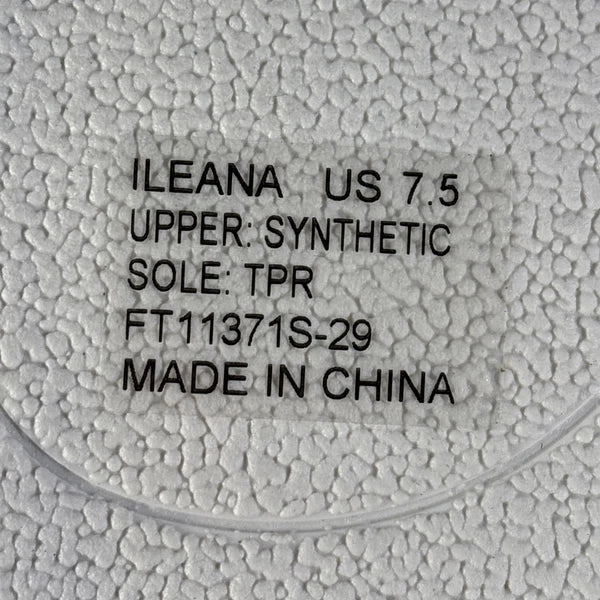 ILEANA US 7.5
UPPER: SYNTHETIC
SOLE: TPR
FT11371S-29
MADE IN CHINA